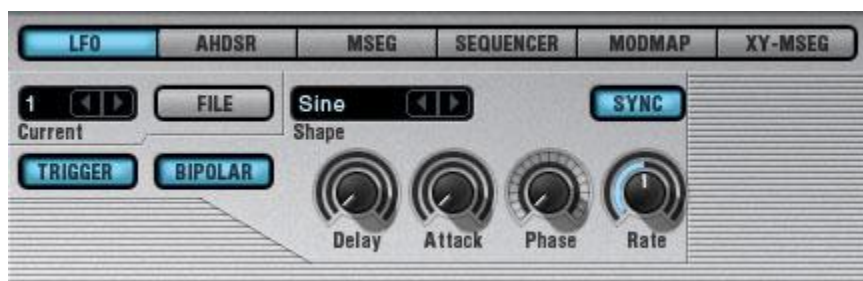 LFO AHDSR MSEG SEQUENCER MODMAP XY-MSEG
1 FILE Sine SYNC
Current Shape
TRIGGER BIPOLAR
Delay Attack Phase Rate